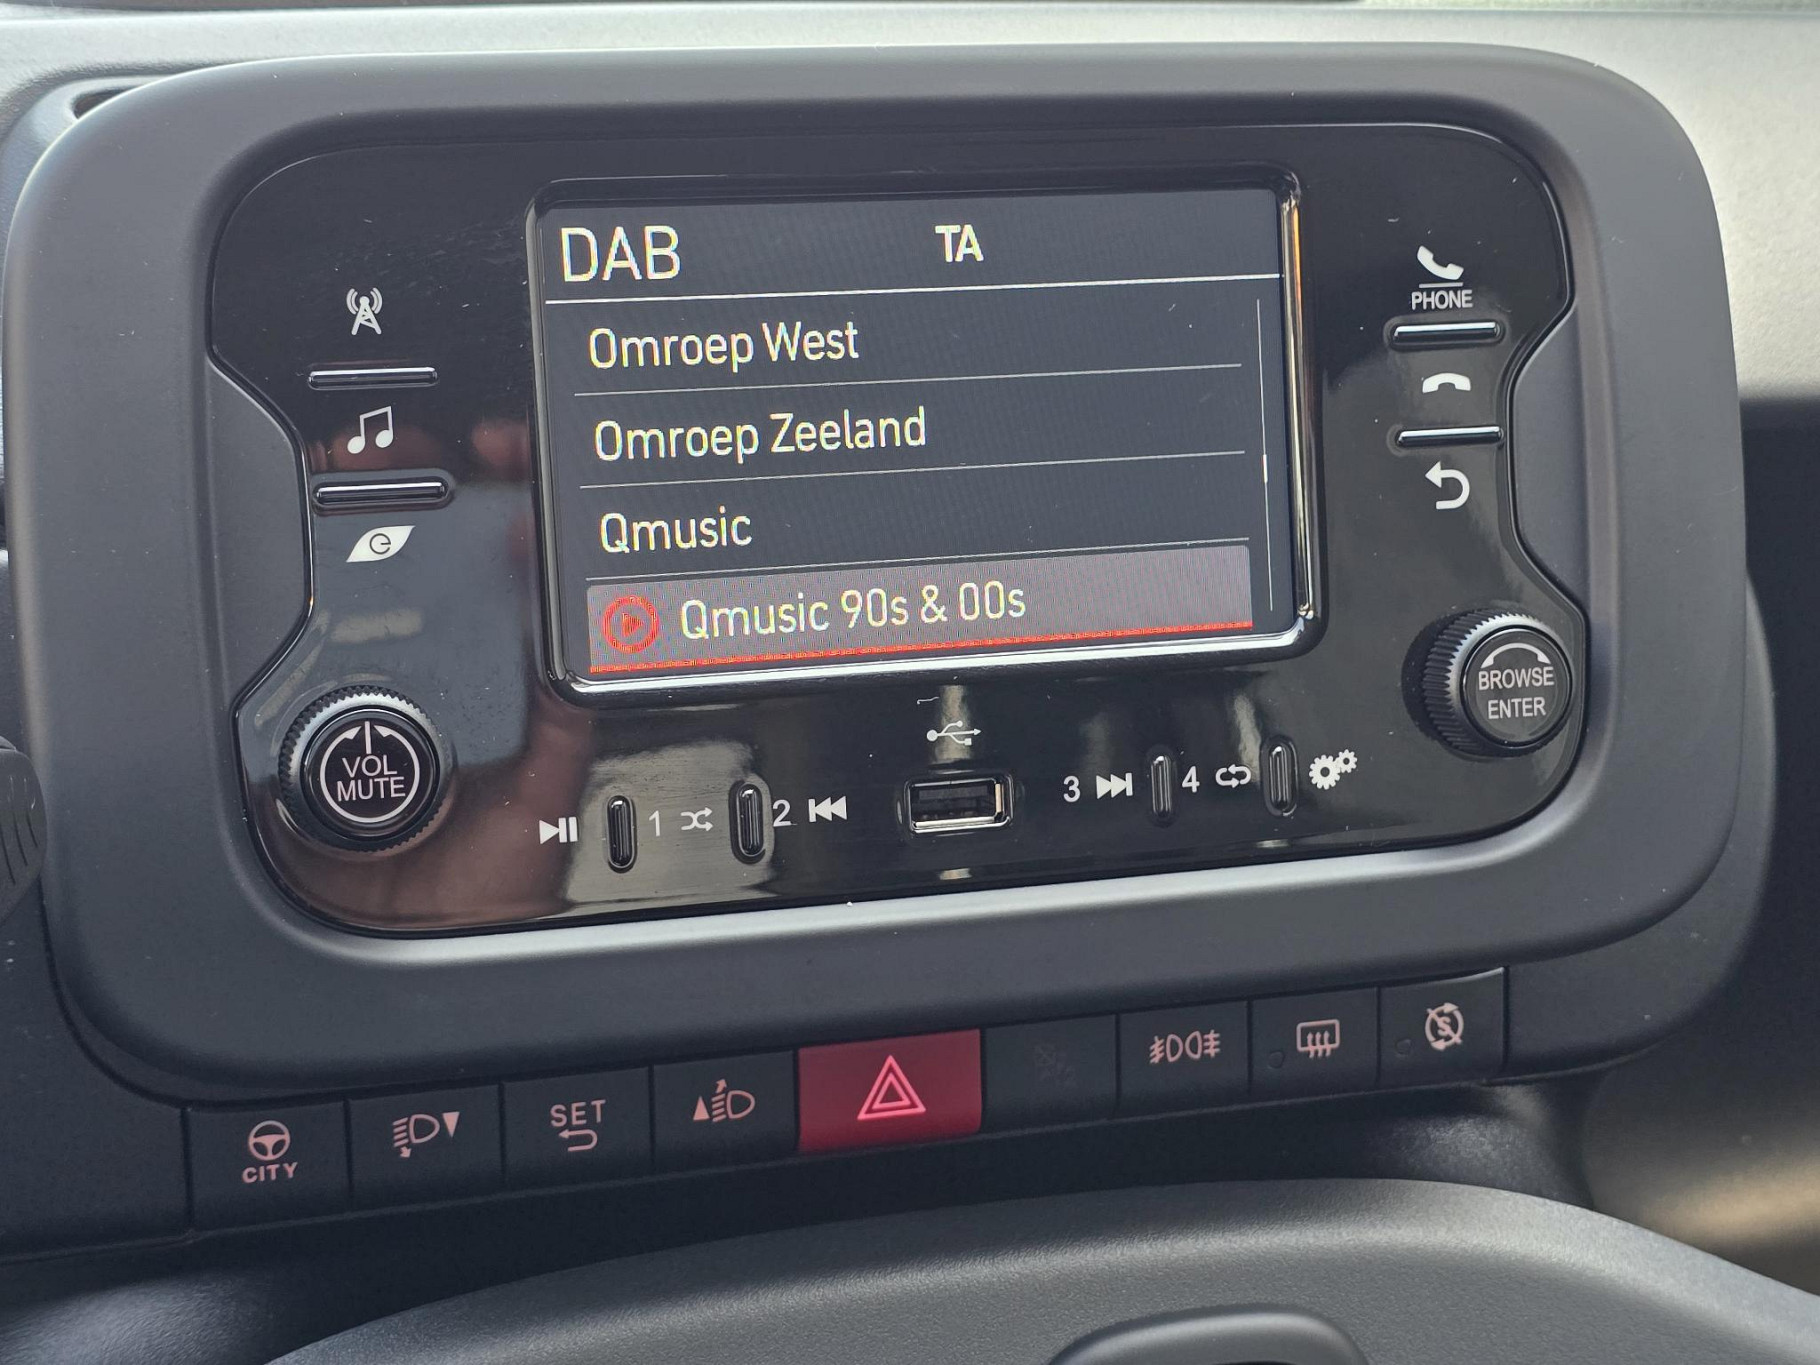 DAB TA
Omroep West
Omroep Zeeland
Qmusic
Qmusic 90s & 00s
PHONE
VOL
MUTE
BROWSE
ENTER
1 2 3 4
CITY
SET